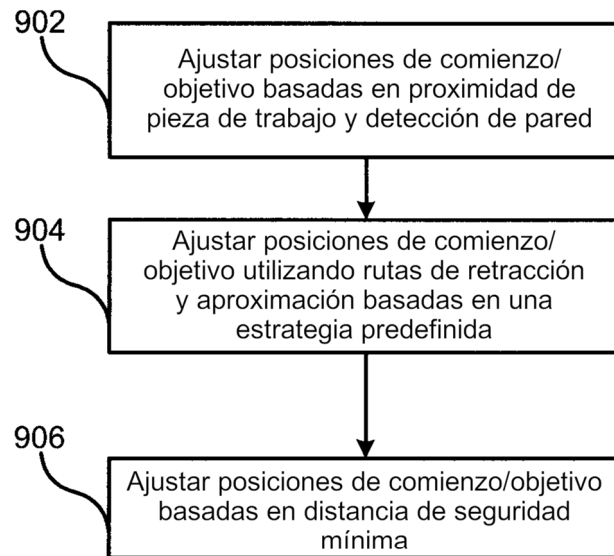 902
Ajustar posiciones de comienzo/
objetivo basadas en proximidad de
pieza de trabajo y detección de pared
904
Ajustar posiciones de comienzo/
objetivo utilizando rutas de retracción
y aproximación basadas en una
estrategia predefinida
906
Ajustar posiciones de comienzo/objetivo
basadas en distancia de seguridad
mínima